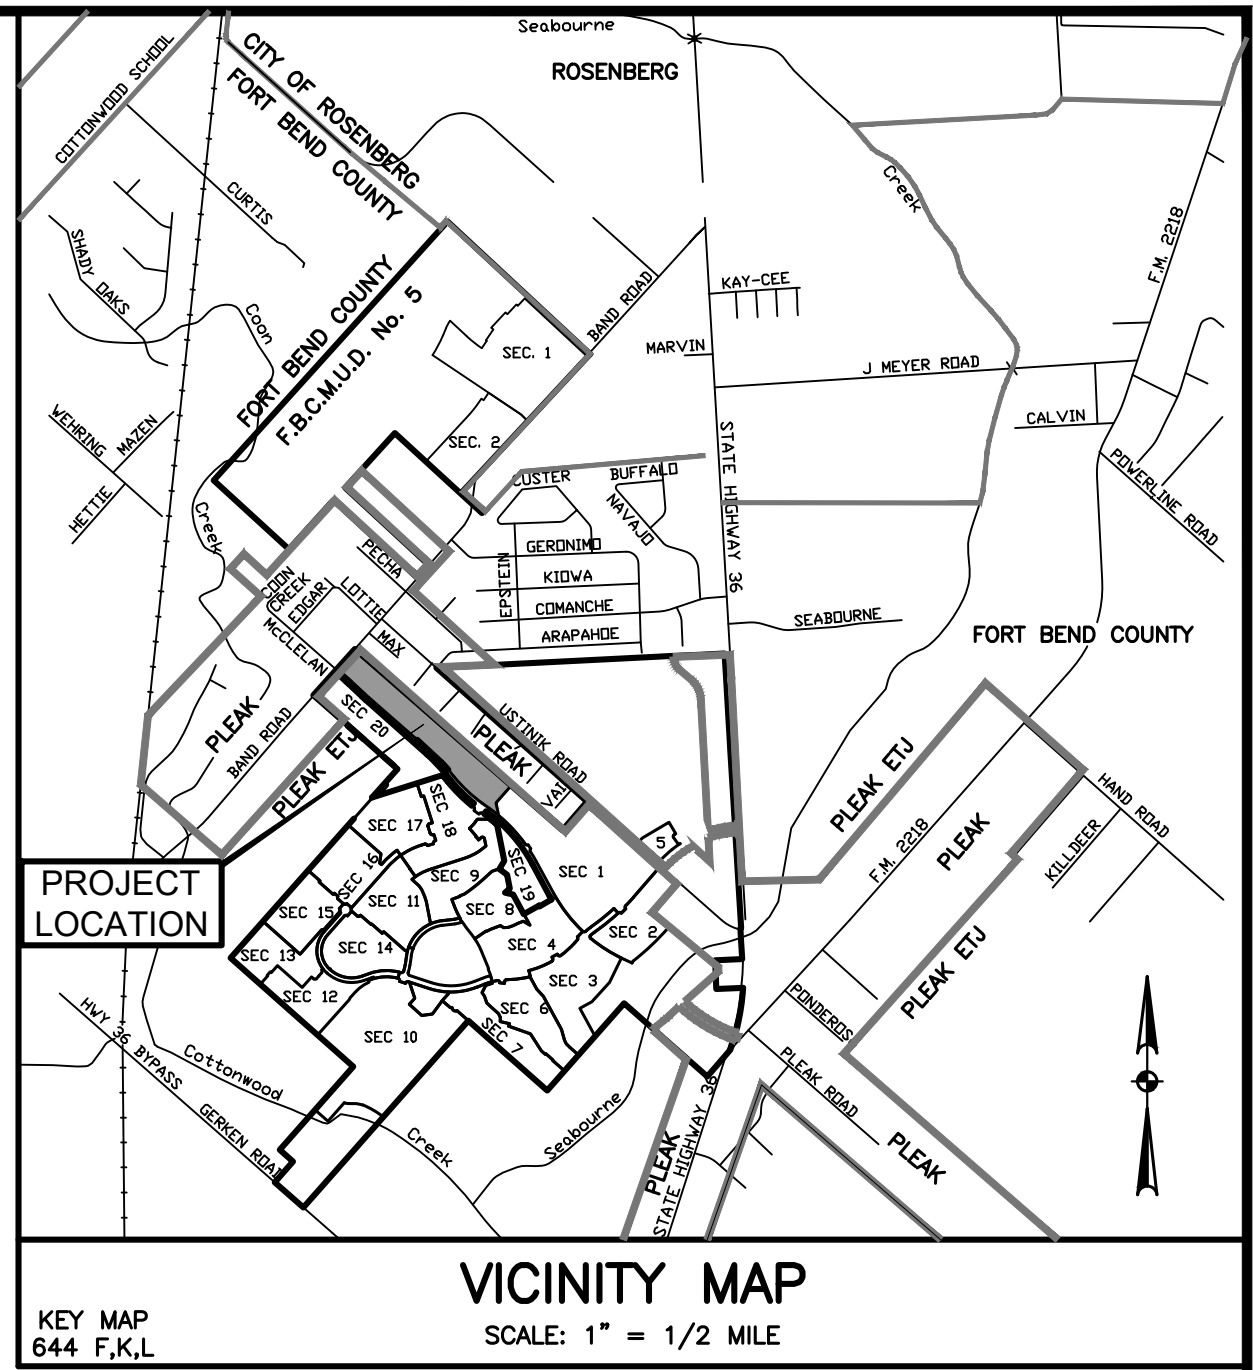 Seabourne
ROSENBERG
COTTONWOOD SCHOOL
CITY OF ROSENBERG
FORT BEND COUNTY
CURTIS
Creek
F.M. 2218
SHADY OAKS
Coon
FORT BEND COUNTY
F.B.C.M.U.D. No. 5
BAND ROAD
KAY-CEE
SEC. 1
MARVIN
J MEYER ROAD
WEHRING
MAZEN
HETTIE
SEC. 2
CALVIN
STATE HIGHWAY 36
POWERLINE ROAD
CUSTER
BUFFALO
NAVAJO
Creek
GERONIMO
PECHA
EPSTEIN
KIOWA
COON
CREEK
EDGAR
LOTTIE
COMANCHE
SEABOURNE
McCLELAN
MAX
ARAPAHOE
FORT BEND COUNTY
PLEAK
BAND ROAD
SEC 20
USTINIK ROAD
PLEAK
VAIL
PLEAK ETJ
PLEAK ETJ
HAND ROAD
F.M. 2218
PLEAK
KILLDEER
SEC 17
SEC 18
5
PROJECT
LOCATION
SEC 16
SEC 9
SEC 19
SEC 1
SEC 15
SEC 11
SEC 8
SEC 2
SEC 13
SEC 14
SEC 4
PLEAK ETJ
SEC 12
SEC 3
SEC 6
PONDEROS
SEC 10
SEC 7
HWY 36 BYPASS
Cottonwood
PLEAK ROAD
GERKEN ROAD
Creek
Seabourne
PLEAK
STATE HIGHWAY 36
PLEAK
VICINITY MAP
KEY MAP
644 F,K,L
SCALE: 1" = 1/2 MILE